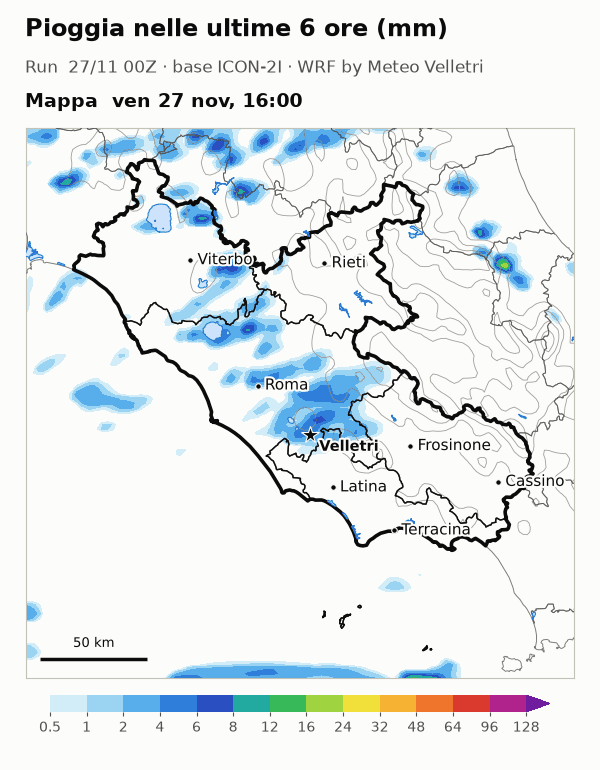 Pioggia nelle ultime 6 ore (mm)
Run  27/11 00Z · base ICON-2I · WRF by Meteo Velletri
Mappa  ven 27 nov, 16:00
Viterbo
Rieti
Roma
Velletri
Frosinone
Cassino
Latina
Terracina
50 km
0.5 1 2 4 6 8 12 16 24 32 48 64 96 128